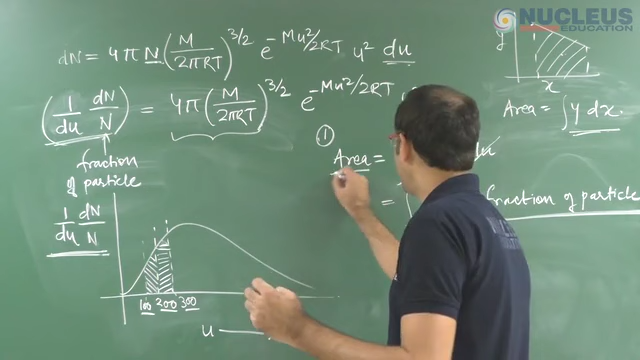 NUCLEUS
EDUCATION
dN = 4π N (M/2πRT)^3/2 e^-Mu²/2RT u² du
(1/du dN/N) = 4π (M/2πRT)^3/2 e^-Mu²/2RT
fraction
of particle
1/du dN/N
100 200 300
u
①
Area =
=
du
fraction of particle
y
x
Area = ∫ y dx.